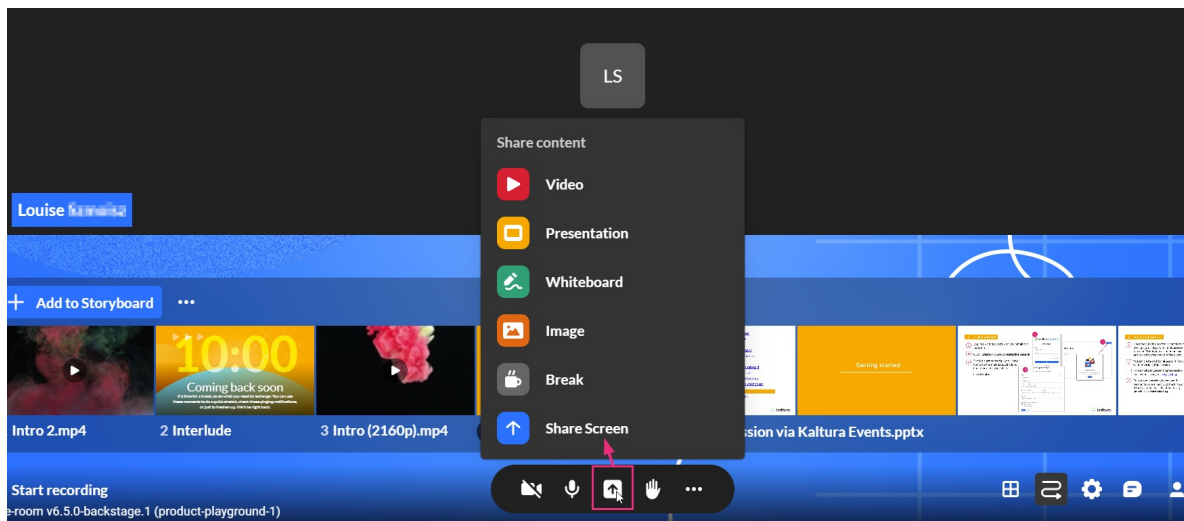 LS
Share content
Video
Presentation
Whiteboard
Image
Break
Share Screen
Louise
Add to Storyboard
10:00
Coming back soon
Getting started
Intro 2.mp4
2 Interlude
3 Intro (2160p).mp4
sion via Kaltura Events.pptx
Start recording
e-room v6.5.0-backstage.1 (product-playground-1)